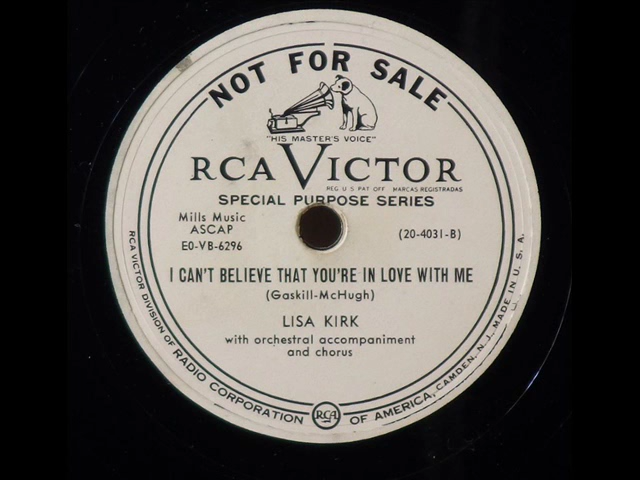 NOT FOR SALE
"HIS MASTER'S VOICE"
RCA VICTOR
REG U S PAT OFF MARCAS REGISTRADAS
SPECIAL PURPOSE SERIES
Mills Music
ASCAP
E0-VB-6296
(20-4031-B)
I CAN'T BELIEVE THAT YOU'RE IN LOVE WITH ME
(Gaskill-McHugh)
LISA KIRK
with orchestral accompaniment
and chorus
RCA VICTOR DIVISION OF RADIO CORPORATION OF AMERICA, CAMDEN, N.J. MADE IN U.S.A.
RCA